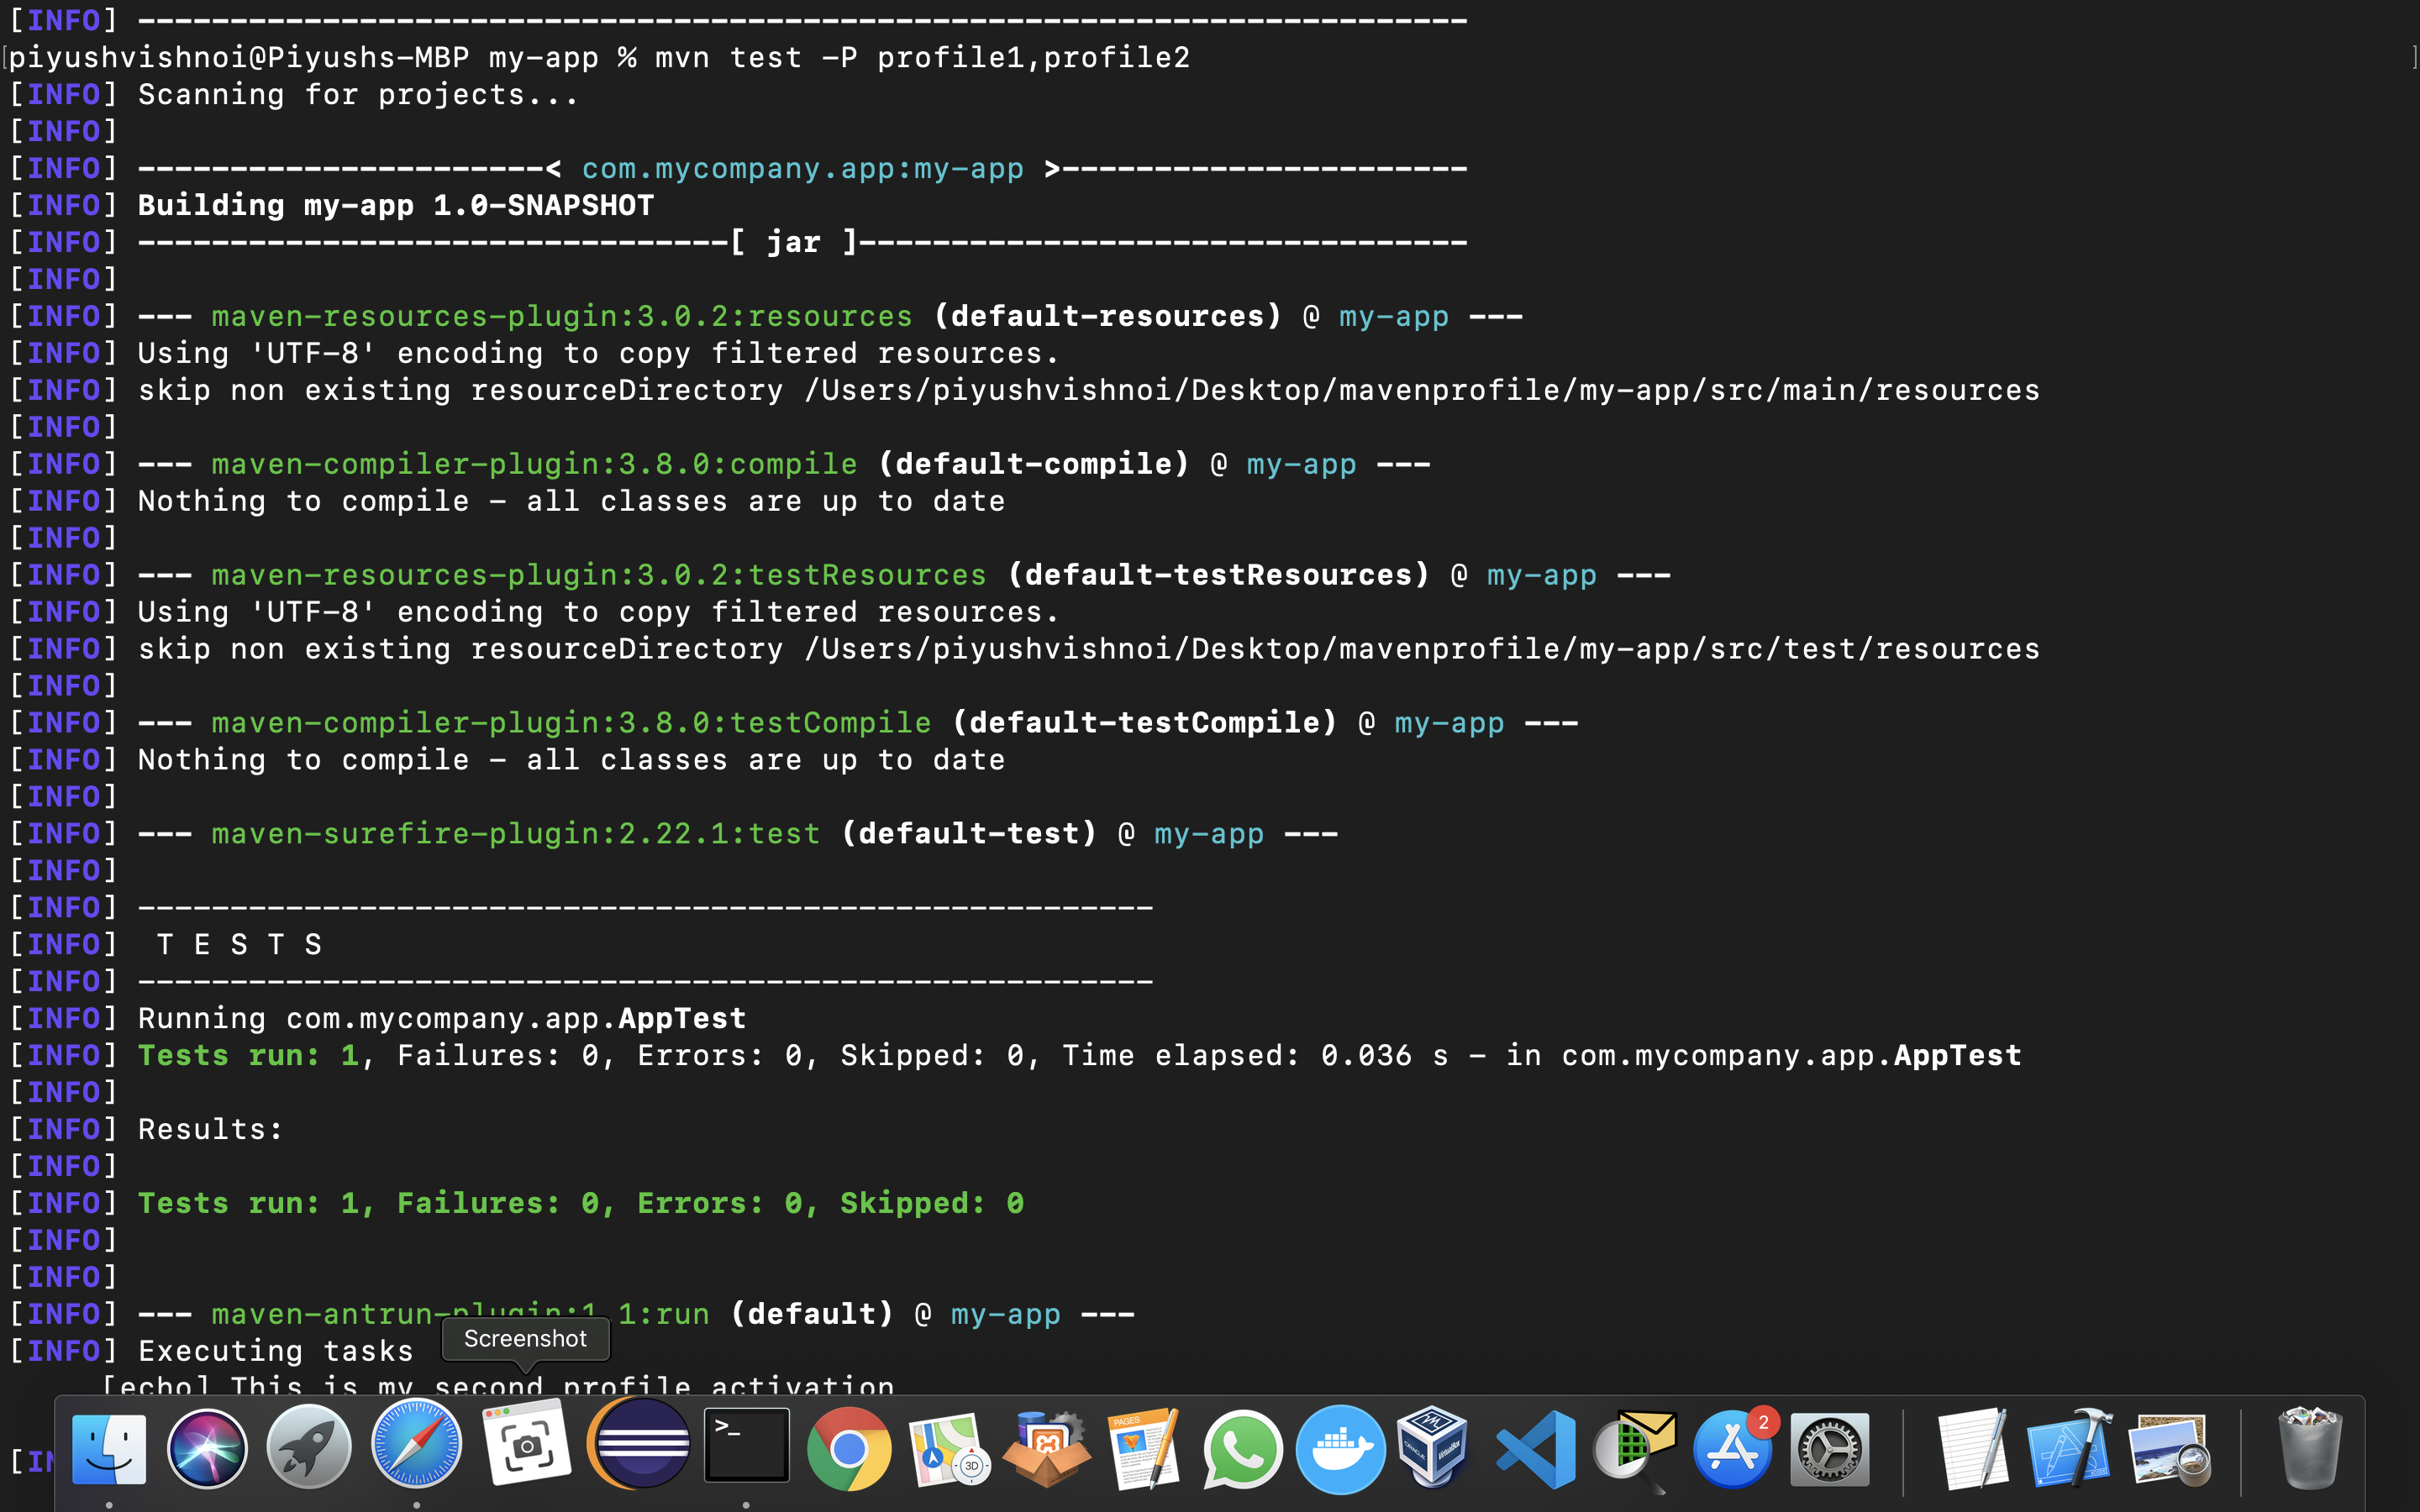 [INFO] ------------------------------------------------------------------------
piyushvishnoi@Piyushs-MBP my-app % mvn test -P profile1,profile2
[INFO] Scanning for projects...
[INFO]
[INFO] ----------------------< com.mycompany.app:my-app >----------------------
[INFO] Building my-app 1.0-SNAPSHOT
[INFO] --------------------------------[ jar ]---------------------------------
[INFO]
[INFO] --- maven-resources-plugin:3.0.2:resources (default-resources) @ my-app ---
[INFO] Using 'UTF-8' encoding to copy filtered resources.
[INFO] skip non existing resourceDirectory /Users/piyushvishnoi/Desktop/mavenprofile/my-app/src/main/resources
[INFO]
[INFO] --- maven-compiler-plugin:3.8.0:compile (default-compile) @ my-app ---
[INFO] Nothing to compile - all classes are up to date
[INFO]
[INFO] --- maven-resources-plugin:3.0.2:testResources (default-testResources) @ my-app ---
[INFO] Using 'UTF-8' encoding to copy filtered resources.
[INFO] skip non existing resourceDirectory /Users/piyushvishnoi/Desktop/mavenprofile/my-app/src/test/resources
[INFO]
[INFO] --- maven-compiler-plugin:3.8.0:testCompile (default-testCompile) @ my-app ---
[INFO] Nothing to compile - all classes are up to date
[INFO]
[INFO] --- maven-surefire-plugin:2.22.1:test (default-test) @ my-app ---
[INFO]
[INFO] -------------------------------------------------------
[INFO]  T E S T S
[INFO] -------------------------------------------------------
[INFO] Running com.mycompany.app.AppTest
[INFO] Tests run: 1, Failures: 0, Errors: 0, Skipped: 0, Time elapsed: 0.036 s - in com.mycompany.app.AppTest
[INFO]
[INFO] Results:
[INFO]
[INFO] Tests run: 1, Failures: 0, Errors: 0, Skipped: 0
[INFO]
[INFO]
[INFO] --- maven-antrun-plugin:1.1:run (default) @ my-app ---
[INFO] Executing tasks
Screenshot
[echo] This is my second profile activation
PAGES
3D
2